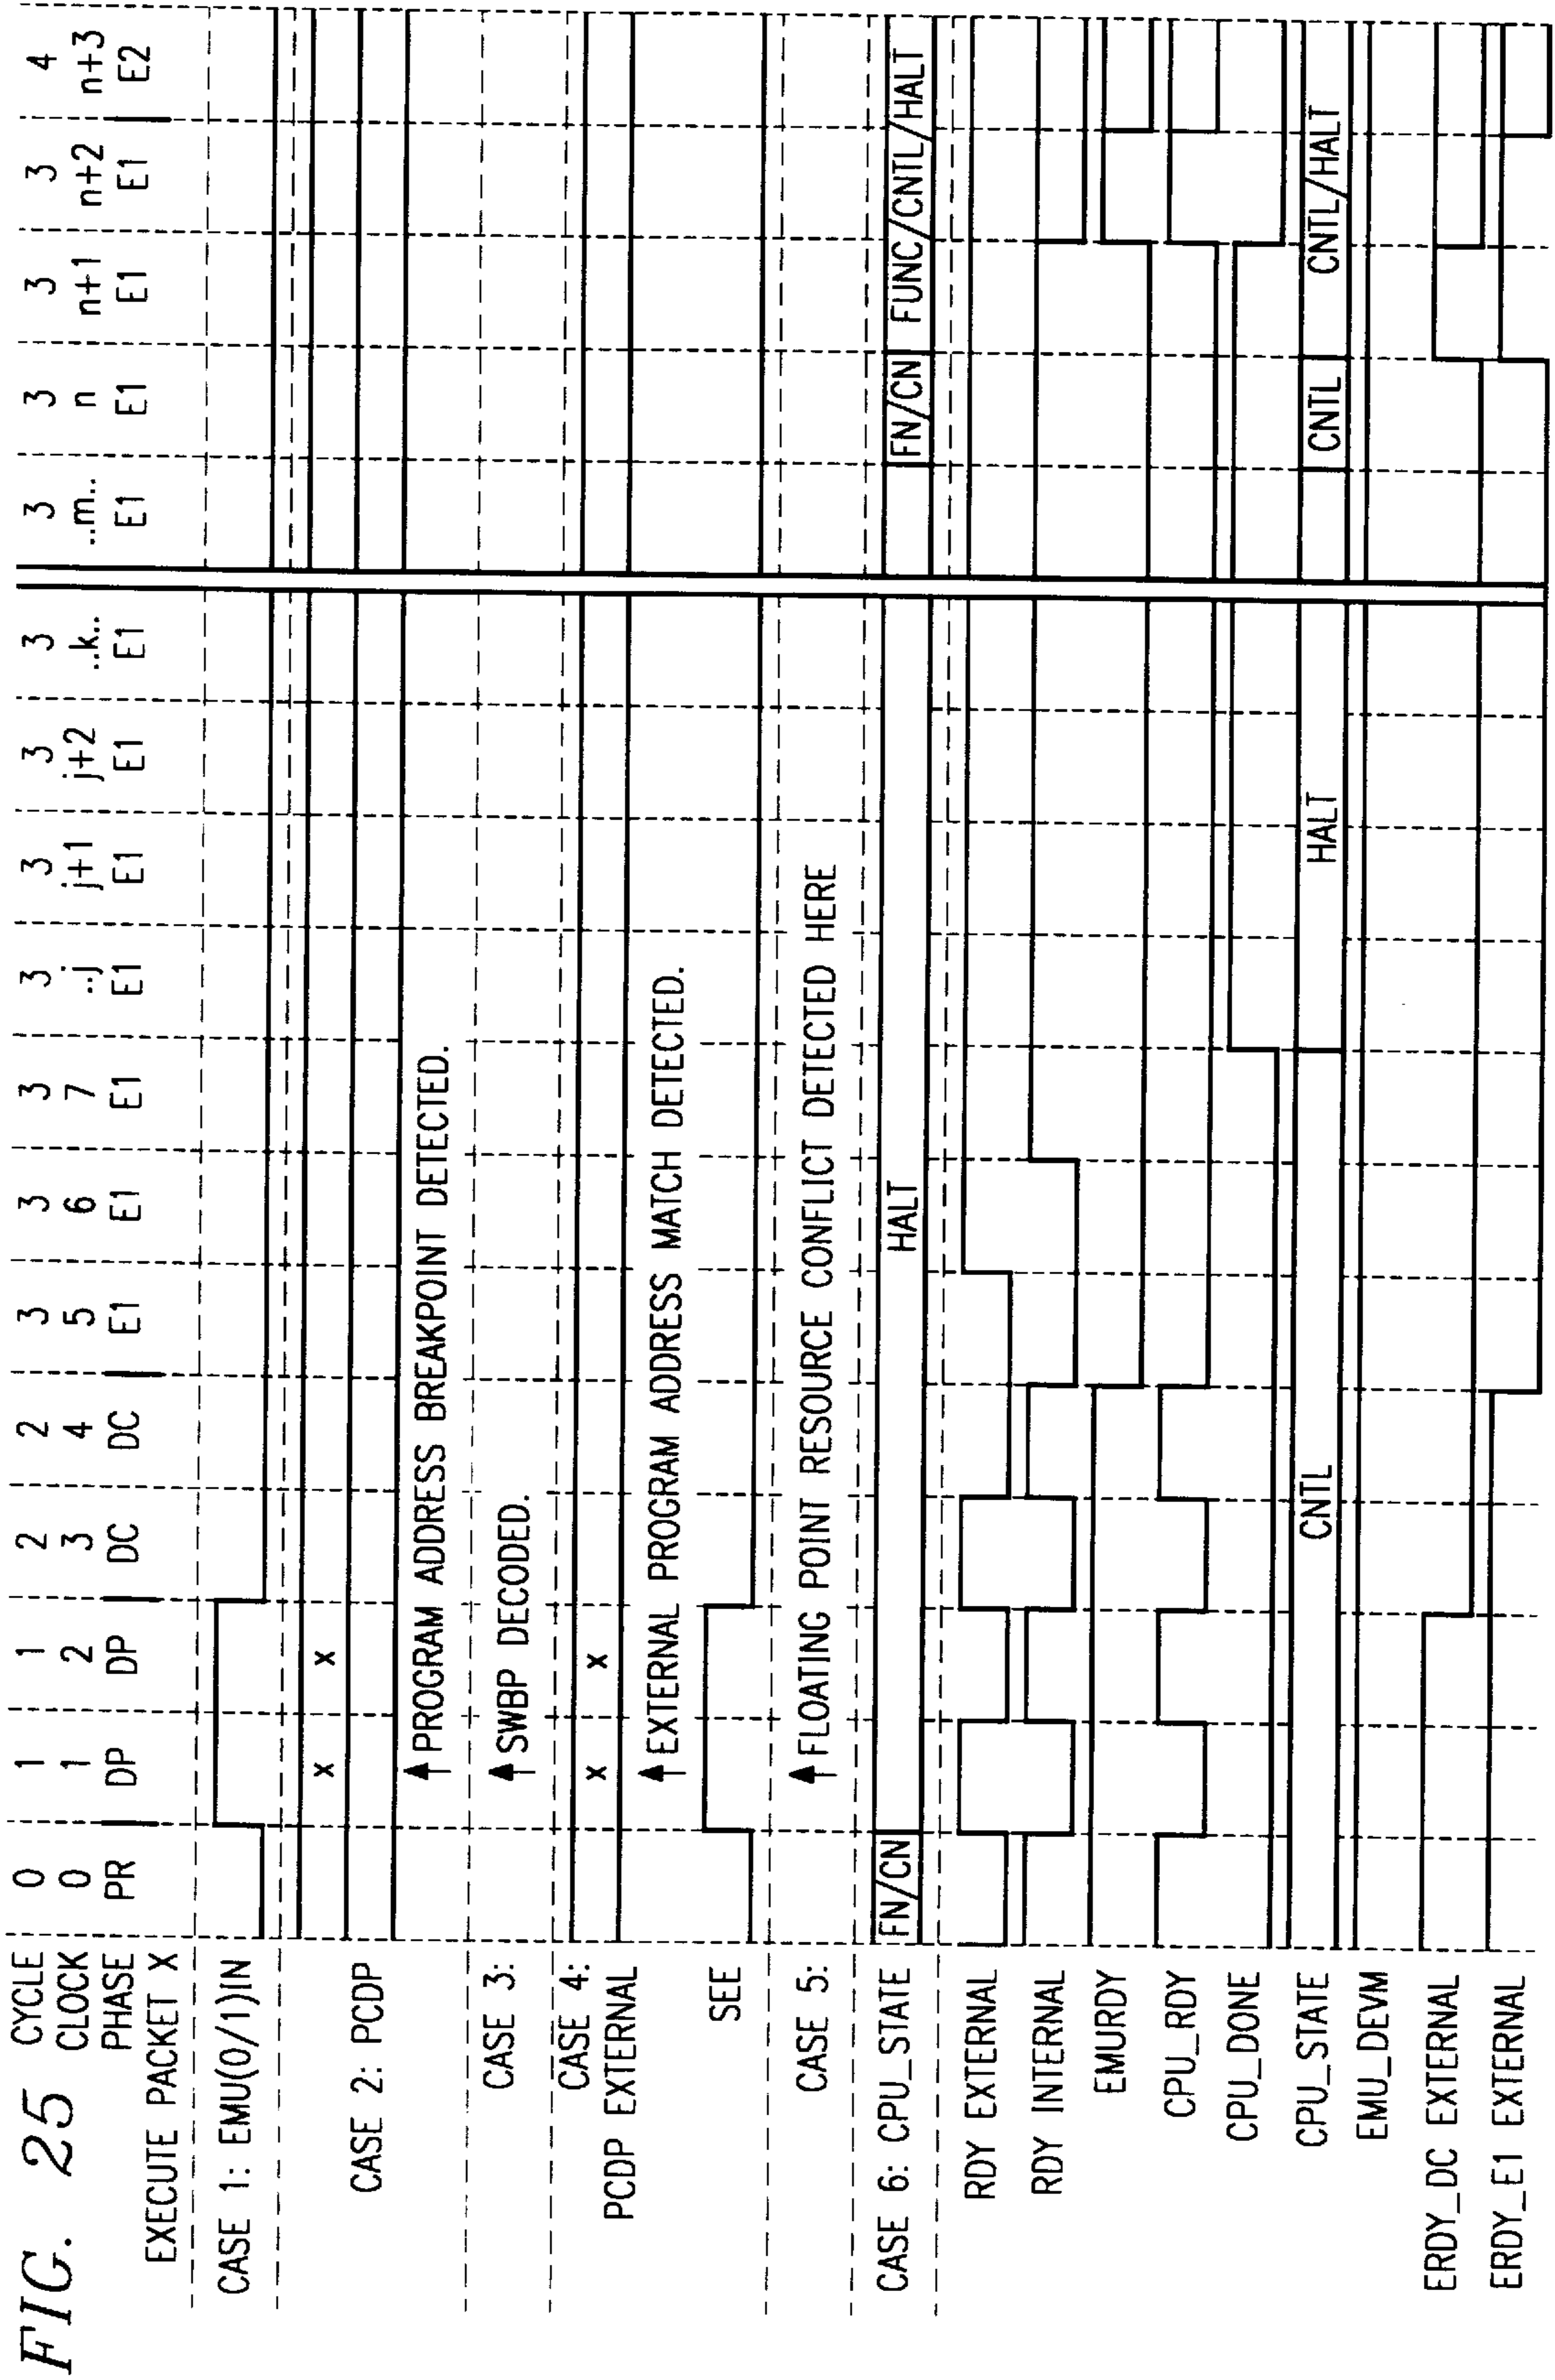 FIG. 25
CYCLE 0 1 1 2 2 3 3 3 3 3 3 3 3 3 3 3 4
CLOCK 0 1 2 3 4 5 6 7 ..j j+1 j+2 ..k.. ..m.. n n+1 n+2 n+3
PHASE PR DP DP DC DC E1 E1 E1 E1 E1 E1 E1 E1 E1 E1 E1 E2
EXECUTE PACKET X
CASE 1: EMU(0/1)IN
x x
CASE 2: PCDP
PROGRAM ADDRESS BREAKPOINT DETECTED.
CASE 3: SWBP DECODED.
CASE 4:
x x
PCDP EXTERNAL
EXTERNAL PROGRAM ADDRESS MATCH DETECTED.
SEE
CASE 5: FLOATING POINT RESOURCE CONFLICT DETECTED HERE
CASE 6: CPU_STATE FN/CN HALT FN/CN FUNC/CNTL/HALT
RDY EXTERNAL
RDY INTERNAL
EMURDY
CPU_RDY
CPU_DONE
CPU_STATE CNTL HALT CNTL CNTL/HALT
EMU_DEVM
ERDY_DC EXTERNAL
ERDY_E1 EXTERNAL